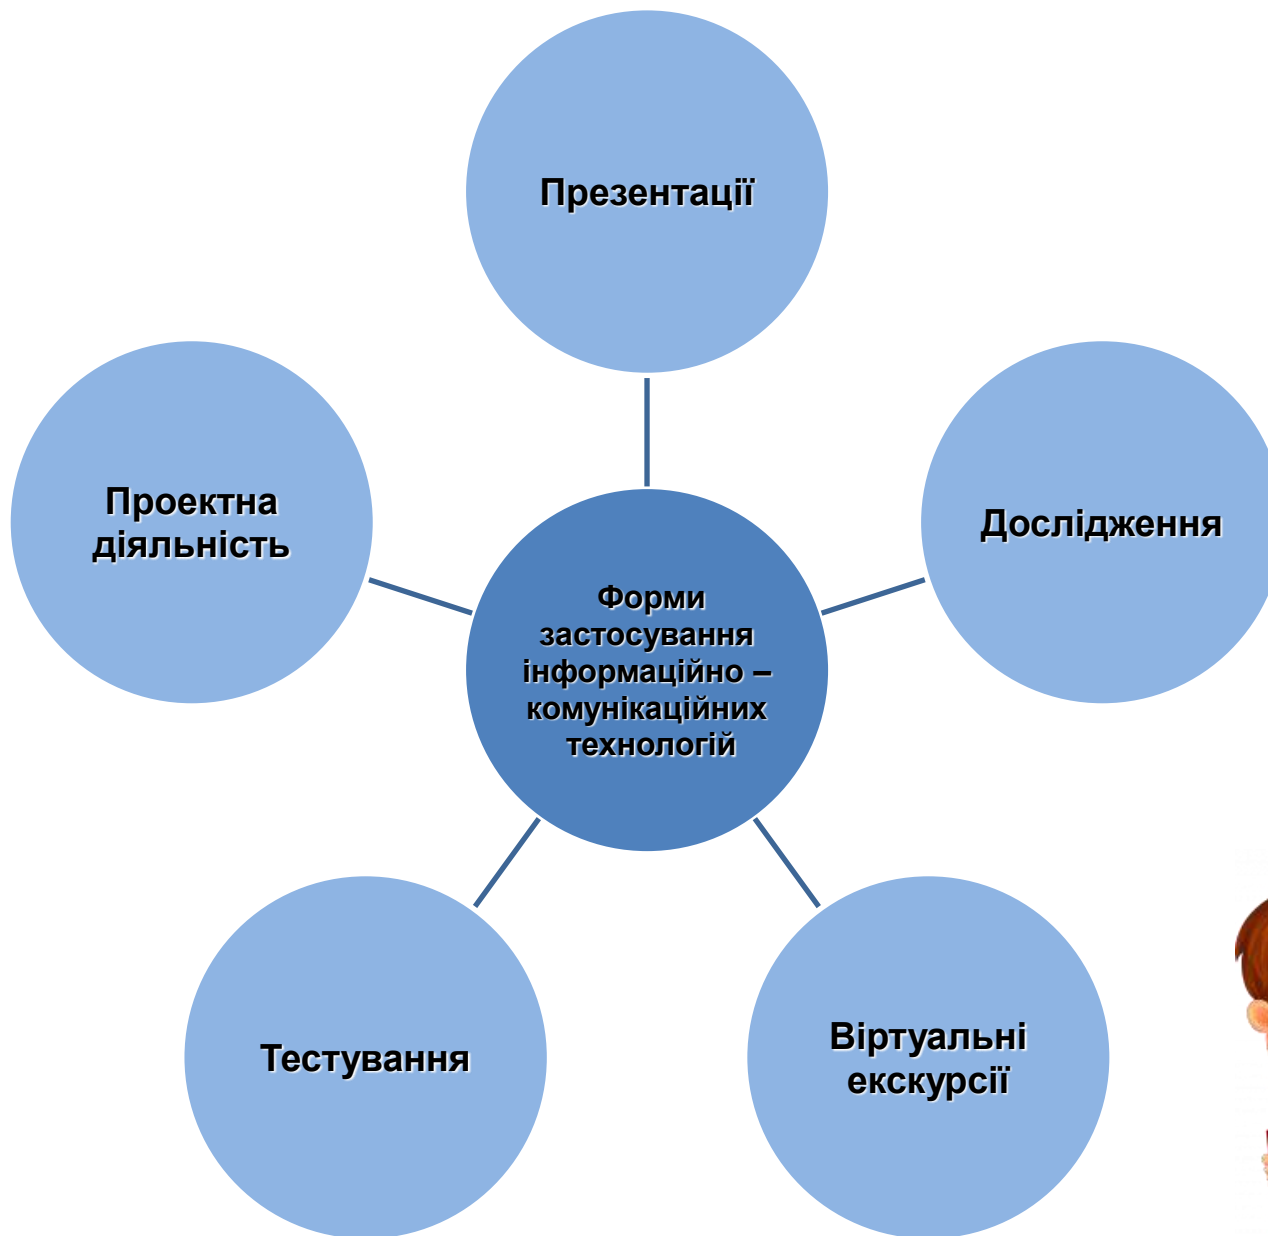 Презентації
Проектна
діяльність
Дослідження
Форми
застосування
інформаційно –
комунікаційних
технологій
Тестування
Віртуальні
екскурсії